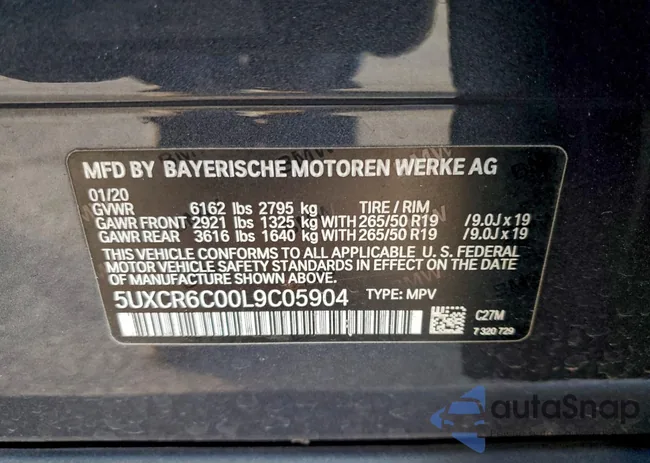 MFD BY BAYERISCHE MOTOREN WERKE AG
01/20
GVWR 6162 lbs 2795 kg TIRE / RIM
GAWR FRONT 2921 lbs 1325 kg WITH 265/50 R19 /9.0J x 19
GAWR REAR 3616 lbs 1640 kg WITH 265/50 R19 /9.0J x 19
THIS VEHICLE CONFORMS TO ALL APPLICABLE U. S. FEDERAL
MOTOR VEHICLE SAFETY STANDARDS IN EFFECT ON THE DATE
OF MANUFACTURE SHOWN ABOVE.
5UXCR6C00L9C05904 TYPE: MPV
C27M
7 320 729
autoSnap